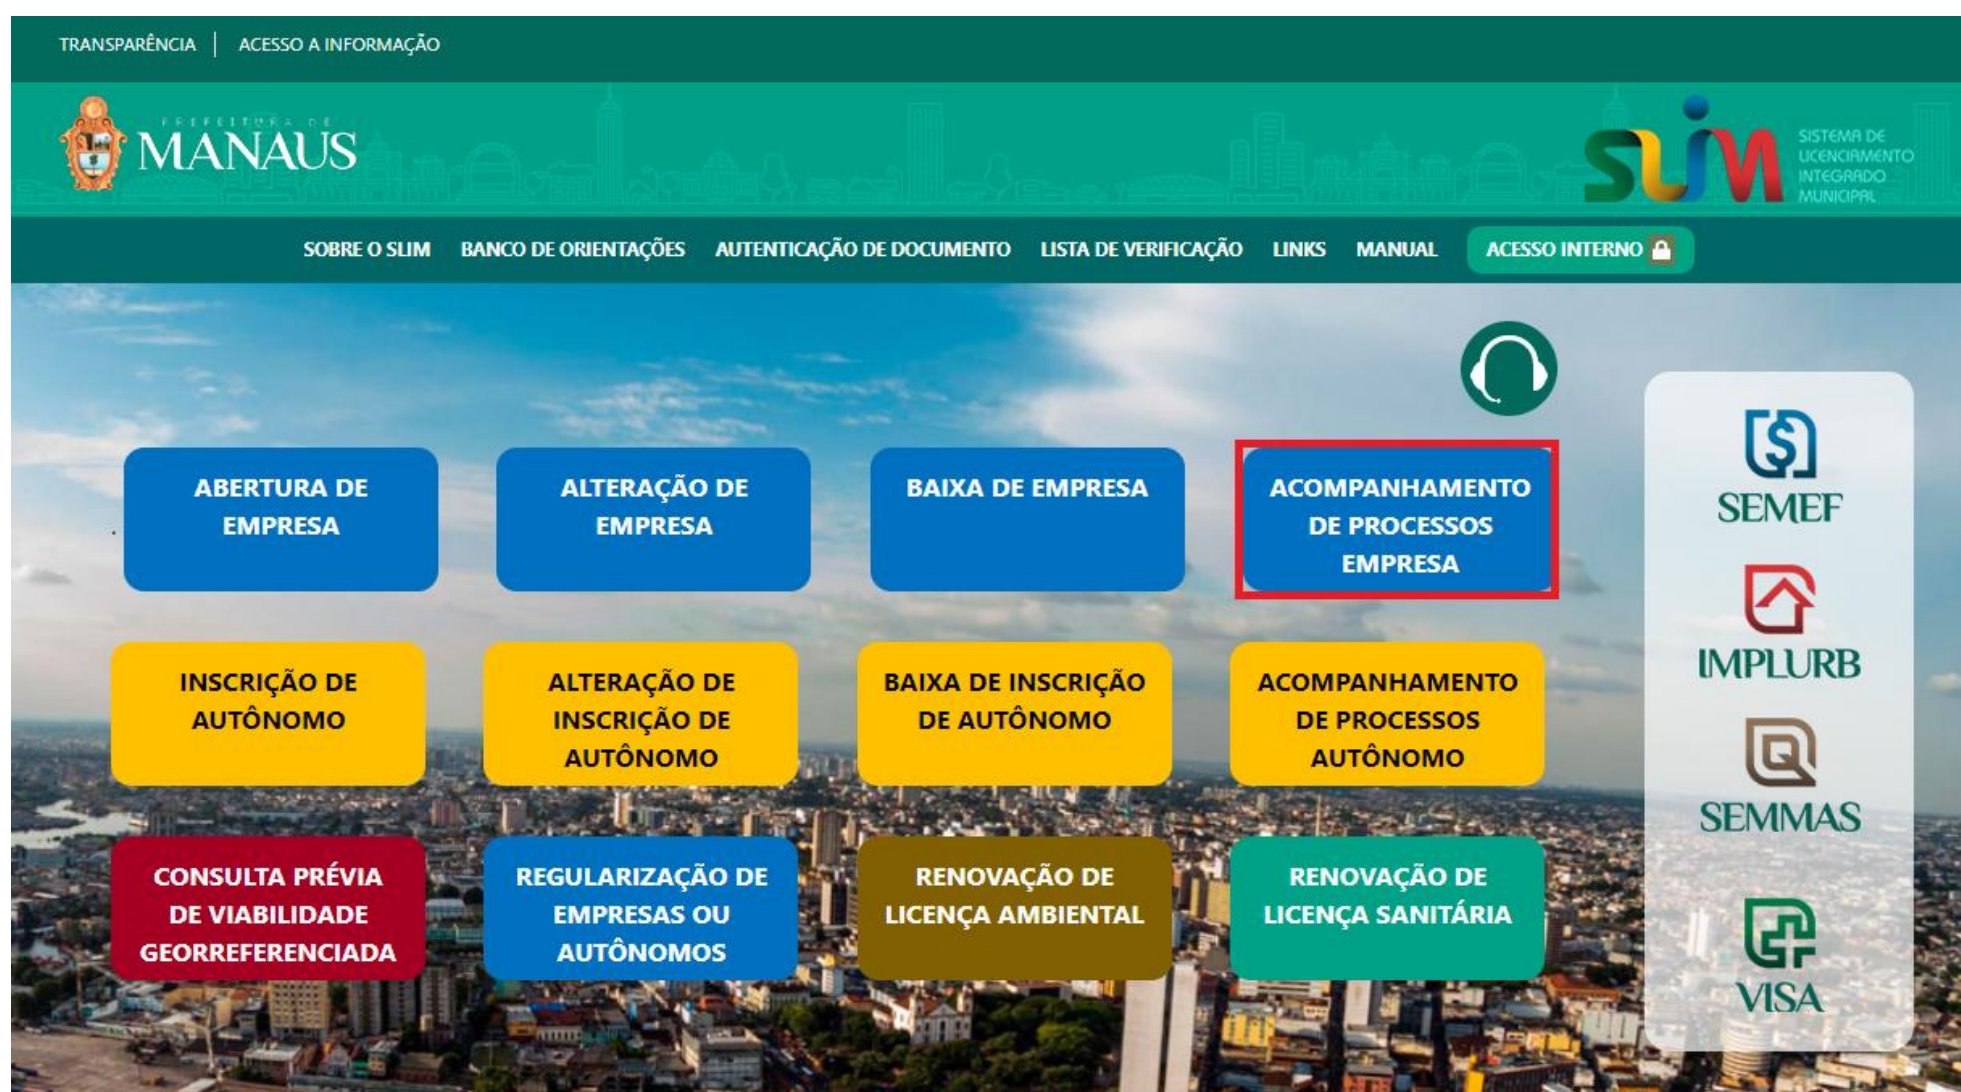 TRANSPARÊNCIA | ACESSO A INFORMAÇÃO
PREFEITURA DE
MANAUS
SLIM
SISTEMA DE
LICENCIAMENTO
INTEGRADO
MUNICIPAL
SOBRE O SLIM BANCO DE ORIENTAÇÕES AUTENTICAÇÃO DE DOCUMENTO LISTA DE VERIFICAÇÃO LINKS MANUAL ACESSO INTERNO
ABERTURA DE
EMPRESA
ALTERAÇÃO DE
EMPRESA
BAIXA DE EMPRESA
ACOMPANHAMENTO
DE PROCESSOS
EMPRESA
INSCRIÇÃO DE
AUTÔNOMO
ALTERAÇÃO DE
INSCRIÇÃO DE
AUTÔNOMO
BAIXA DE INSCRIÇÃO
DE AUTÔNOMO
ACOMPANHAMENTO
DE PROCESSOS
AUTÔNOMO
CONSULTA PRÉVIA
DE VIABILIDADE
GEORREFERENCIADA
REGULARIZAÇÃO DE
EMPRESAS OU
AUTÔNOMOS
RENOVAÇÃO DE
LICENÇA AMBIENTAL
RENOVAÇÃO DE
LICENÇA SANITÁRIA
SEMEF
IMPLURB
SEMMAS
VISA